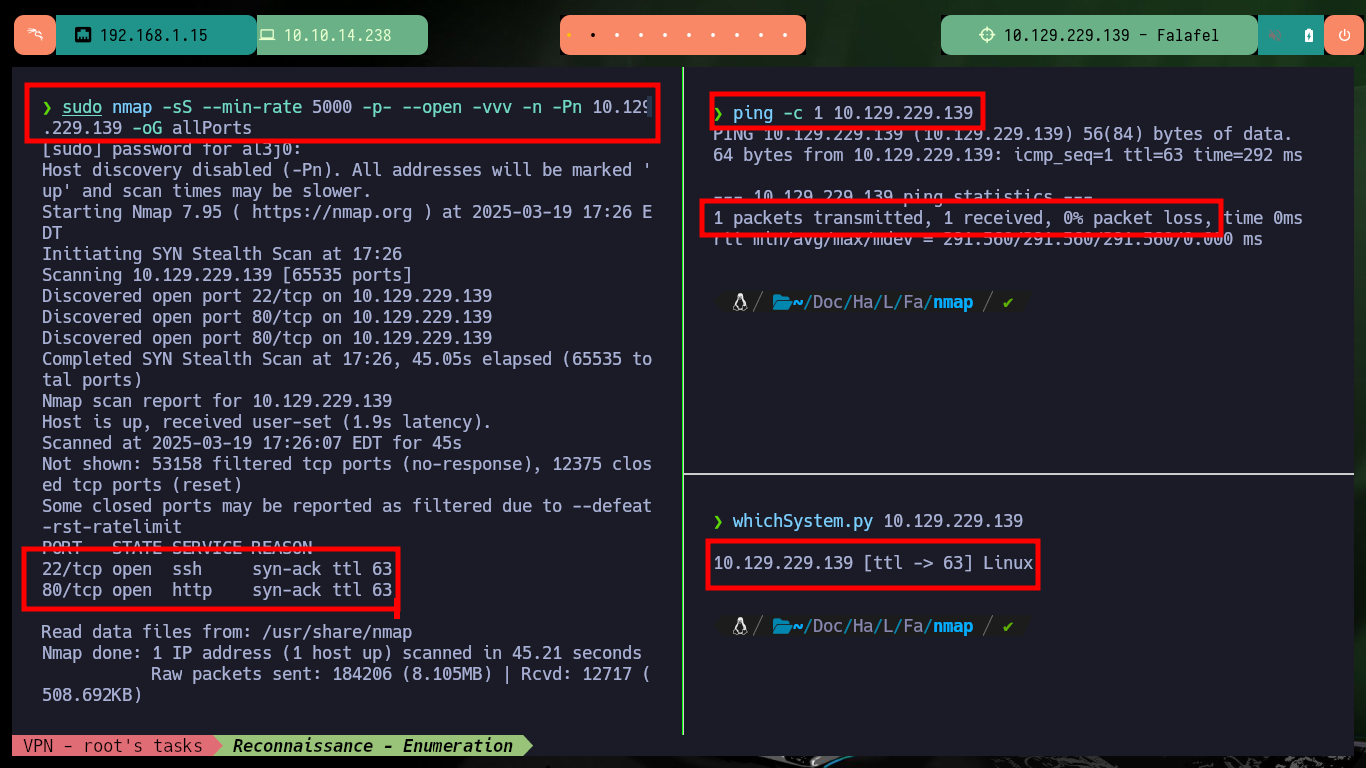 192.168.1.15
10.10.14.238
10.129.229.139 - Falafel
❯ sudo nmap -sS --min-rate 5000 -p- --open -vvv -n -Pn 10.129
.229.139 -oG allPorts
[sudo] password for al3j0:
Host discovery disabled (-Pn). All addresses will be marked '
up' and scan times may be slower.
Starting Nmap 7.95 ( https://nmap.org ) at 2025-03-19 17:26 E
DT
Initiating SYN Stealth Scan at 17:26
Scanning 10.129.229.139 [65535 ports]
Discovered open port 22/tcp on 10.129.229.139
Discovered open port 80/tcp on 10.129.229.139
Discovered open port 80/tcp on 10.129.229.139
Completed SYN Stealth Scan at 17:26, 45.05s elapsed (65535 to
tal ports)
Nmap scan report for 10.129.229.139
Host is up, received user-set (1.9s latency).
Scanned at 2025-03-19 17:26:07 EDT for 45s
Not shown: 53158 filtered tcp ports (no-response), 12375 clos
ed tcp ports (reset)
Some closed ports may be reported as filtered due to --defeat
-rst-ratelimit
PORT   STATE SERVICE REASON
22/tcp open  ssh     syn-ack ttl 63
80/tcp open  http    syn-ack ttl 63
Read data files from: /usr/share/nmap
Nmap done: 1 IP address (1 host up) scanned in 45.21 seconds
Raw packets sent: 184206 (8.105MB) | Rcvd: 12717 (
508.692KB)
❯ ping -c 1 10.129.229.139
PING 10.129.229.139 (10.129.229.139) 56(84) bytes of data.
64 bytes from 10.129.229.139: icmp_seq=1 ttl=63 time=292 ms
--- 10.129.229.139 ping statistics ---
1 packets transmitted, 1 received, 0% packet loss, time 0ms
rtt min/avg/max/mdev = 291.560/291.560/291.560/0.000 ms
/ ~/Doc/Ha/L/Fa/nmap / ✔
❯ whichSystem.py 10.129.229.139
10.129.229.139 [ttl -> 63] Linux
/ ~/Doc/Ha/L/Fa/nmap / ✔
VPN - root's tasks
Reconnaissance - Enumeration